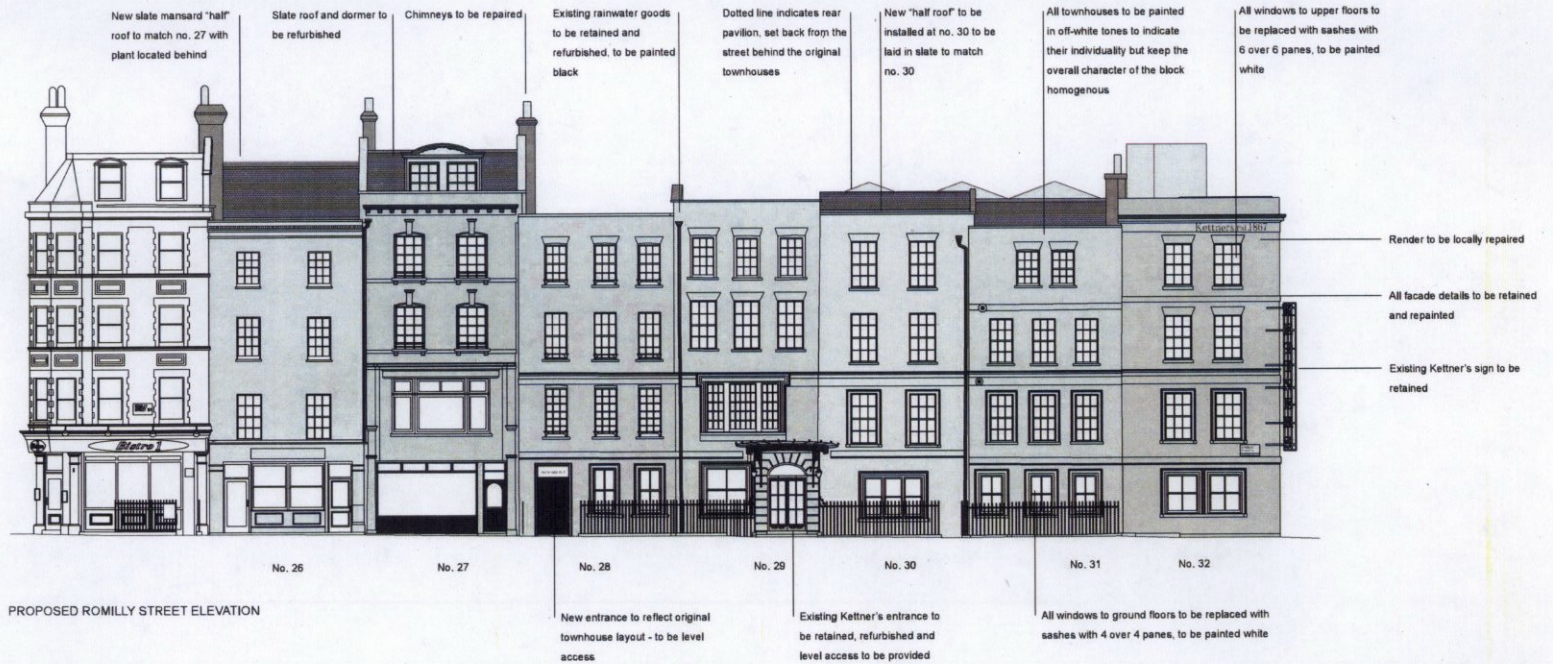 New slate mansard "half"
roof to match no. 27 with
plant located behind
Slate roof and dormer to
be refurbished
Chimneys to be repaired
Existing rainwater goods
to be retained and
refurbished, to be painted
black
Dotted line indicates rear
pavilion, set back from the
street behind the original
townhouses
New "half roof" to be
installed at no. 30 to be
laid in slate to match
no. 30
All townhouses to be painted
in off-white tones to indicate
their individuality but keep the
overall character of the block
homogenous
All windows to upper floors to
be replaced with sashes with
6 over 6 panes, to be painted
white
Kettners est 1867
Render to be locally repaired
All facade details to be retained
and repainted
Existing Kettner's sign to be
retained
Bistro 1
No. 26
No. 27
No. 28
No. 29
No. 30
No. 31
No. 32
PROPOSED ROMILLY STREET ELEVATION
New entrance to reflect original
townhouse layout - to be level
access
Existing Kettner's entrance to
be retained, refurbished and
level access to be provided
All windows to ground floors to be replaced with
sashes with 4 over 4 panes, to be painted white